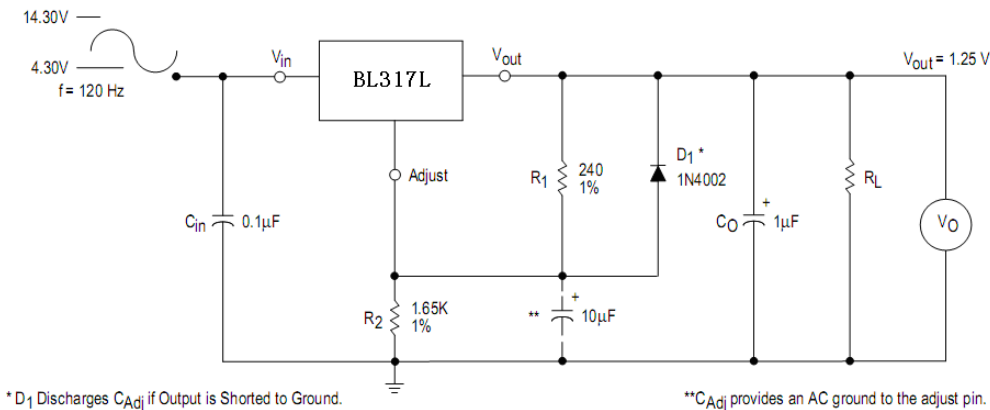 14.30V
4.30V
f = 120 Hz
Vin
BL317L
Vout
Vout = 1.25 V
Adjust
R1
240
1%
D1 *
1N4002
RL
Cin
0.1µF
CO
+
1µF
VO
R2
1.65K
1%
**
+
10µF
* D1 Discharges CAdj if Output is Shorted to Ground.
**CAdj provides an AC ground to the adjust pin.